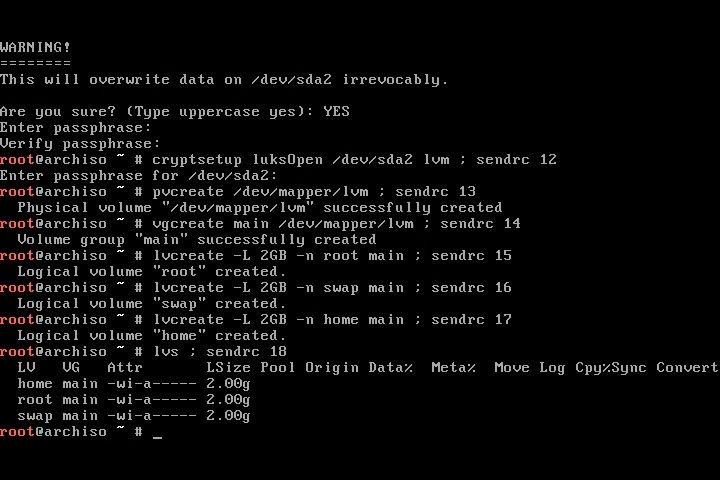 WARNING!
========
This will overwrite data on /dev/sda2 irrevocably.
Are you sure? (Type uppercase yes): YES
Enter passphrase:
Verify passphrase:
root@archiso ~ # cryptsetup luksOpen /dev/sda2 lvm ; sendrc 12
Enter passphrase for /dev/sda2:
root@archiso ~ # pvcreate /dev/mapper/lvm ; sendrc 13
  Physical volume "/dev/mapper/lvm" successfully created
root@archiso ~ # vgcreate main /dev/mapper/lvm ; sendrc 14
  Volume group "main" successfully created
root@archiso ~ # lvcreate -L 2GB -n root main ; sendrc 15
  Logical volume "root" created.
root@archiso ~ # lvcreate -L 2GB -n swap main ; sendrc 16
  Logical volume "swap" created.
root@archiso ~ # lvcreate -L 2GB -n home main ; sendrc 17
  Logical volume "home" created.
root@archiso ~ # lvs ; sendrc 18
  LV   VG   Attr       LSize Pool Origin Data%  Meta%  Move Log Cpy%Sync Convert
  home main -wi-a----- 2.00g
  root main -wi-a----- 2.00g
  swap main -wi-a----- 2.00g
root@archiso ~ # _